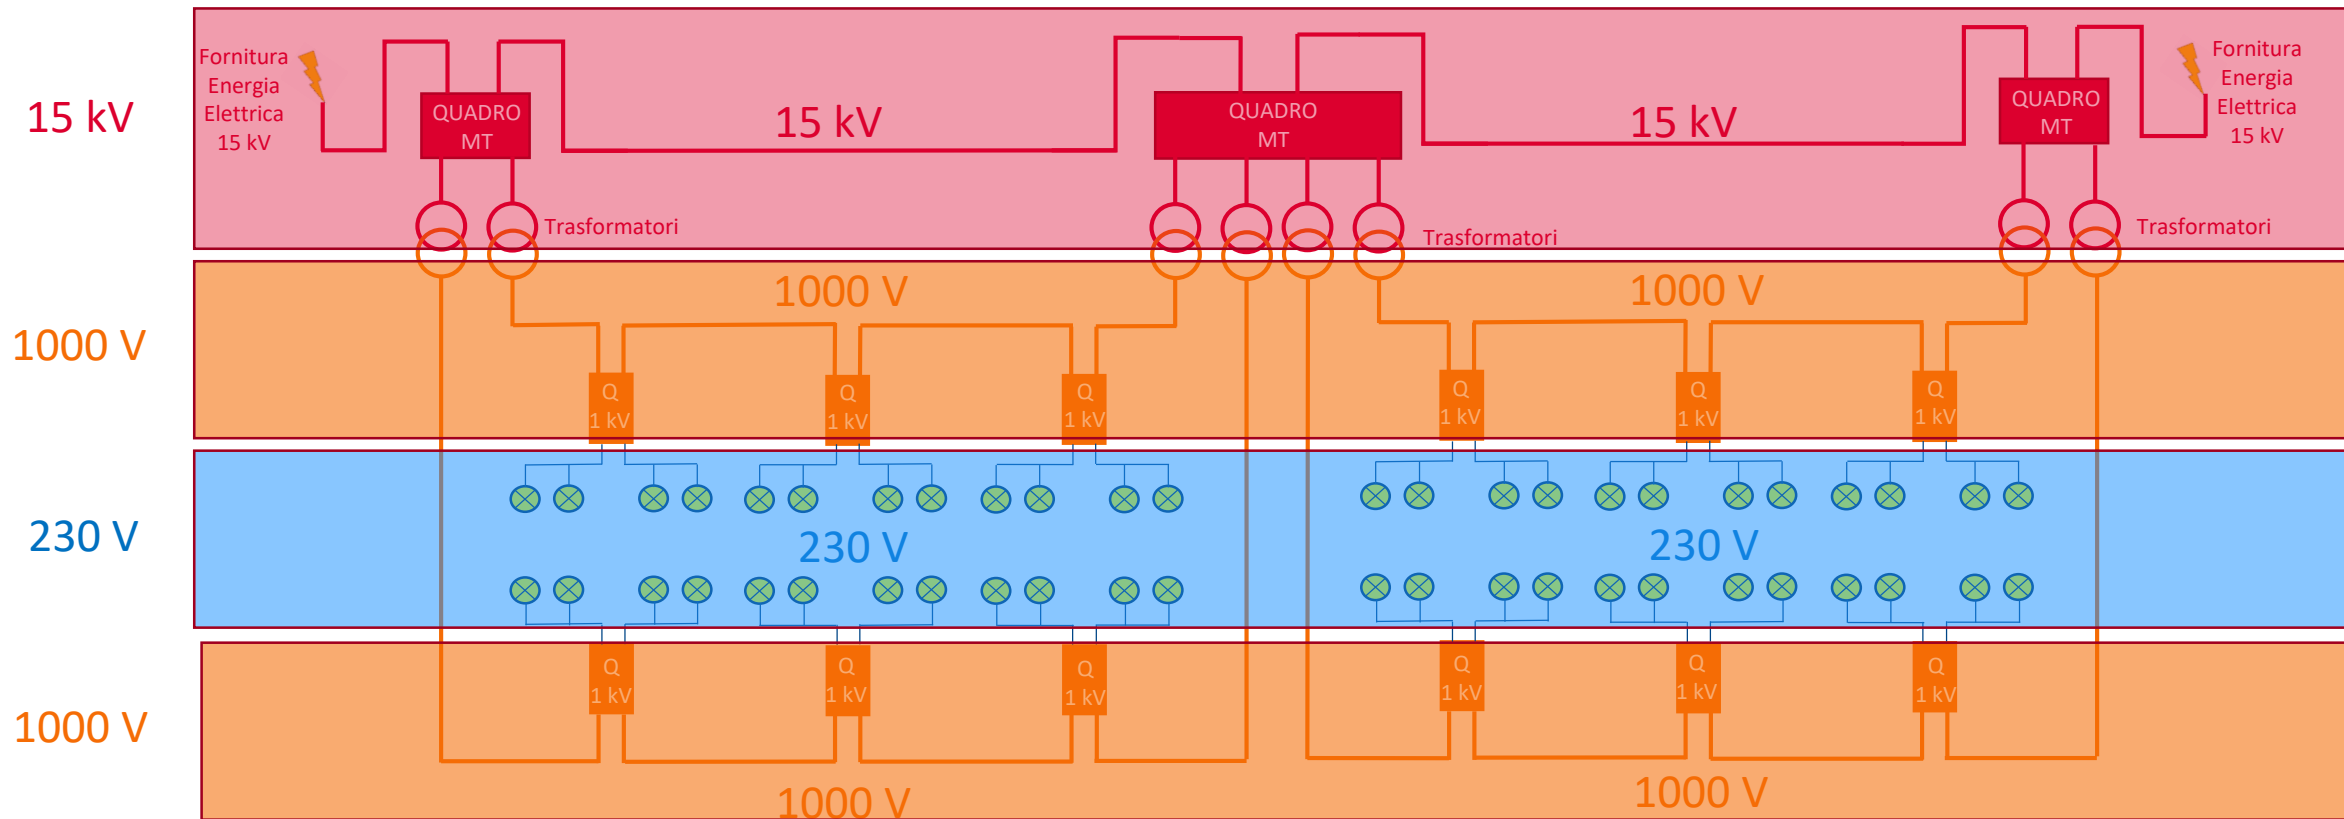 15 kV
Fornitura
Energia
Elettrica
15 kV
QUADRO
MT
15 kV
QUADRO
MT
15 kV
QUADRO
MT
Fornitura
Energia
Elettrica
15 kV
Trasformatori
Trasformatori
Trasformatori
1000 V
1000 V
1000 V
Q
1 kV
Q
1 kV
Q
1 kV
Q
1 kV
Q
1 kV
Q
1 kV
230 V
230 V
230 V
Q
1 kV
Q
1 kV
Q
1 kV
Q
1 kV
Q
1 kV
Q
1 kV
1000 V
1000 V
1000 V